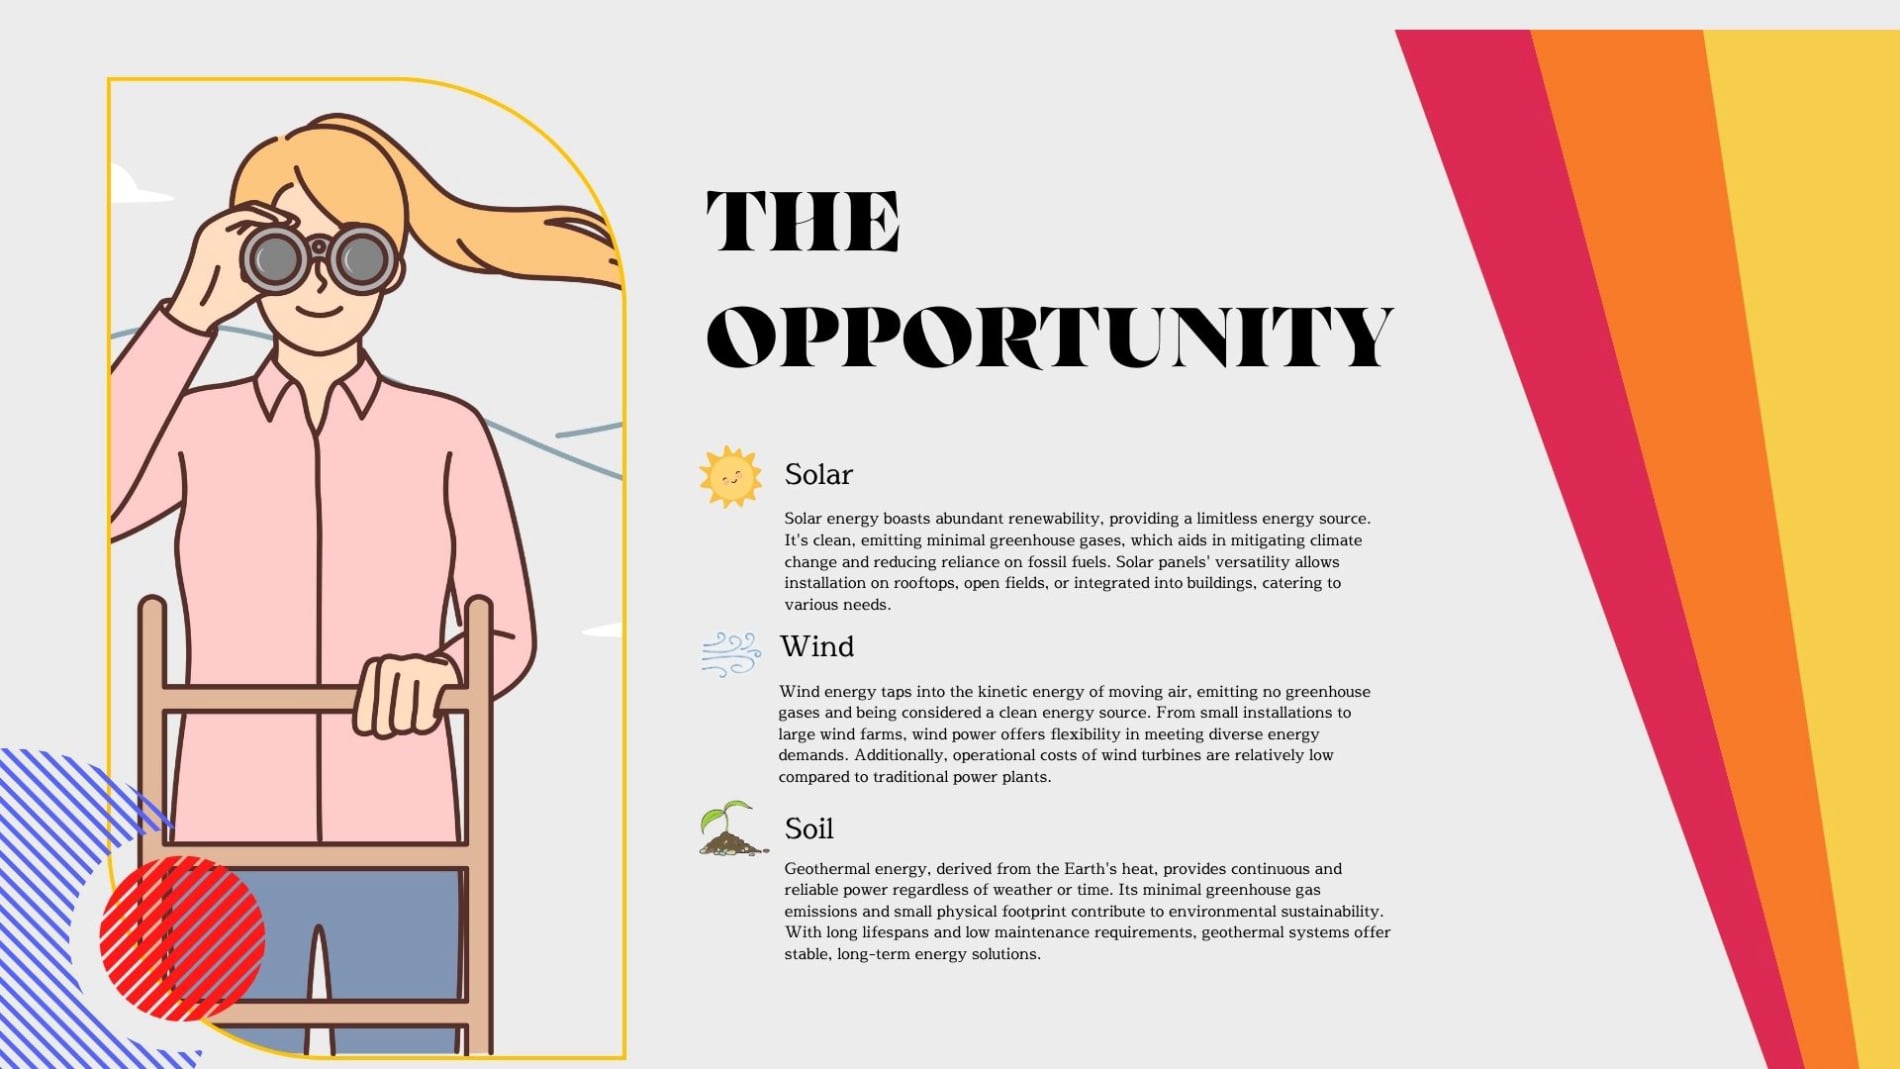 THE
OPPORTUNITY
Solar
Solar energy boasts abundant renewability, providing a limitless energy source.
It's clean, emitting minimal greenhouse gases, which aids in mitigating climate
change and reducing reliance on fossil fuels. Solar panels' versatility allows
installation on rooftops, open fields, or integrated into buildings, catering to
various needs.
Wind
Wind energy taps into the kinetic energy of moving air, emitting no greenhouse
gases and being considered a clean energy source. From small installations to
large wind farms, wind power offers flexibility in meeting diverse energy
demands. Additionally, operational costs of wind turbines are relatively low
compared to traditional power plants.
Soil
Geothermal energy, derived from the Earth's heat, provides continuous and
reliable power regardless of weather or time. Its minimal greenhouse gas
emissions and small physical footprint contribute to environmental sustainability.
With long lifespans and low maintenance requirements, geothermal systems offer
stable, long-term energy solutions.